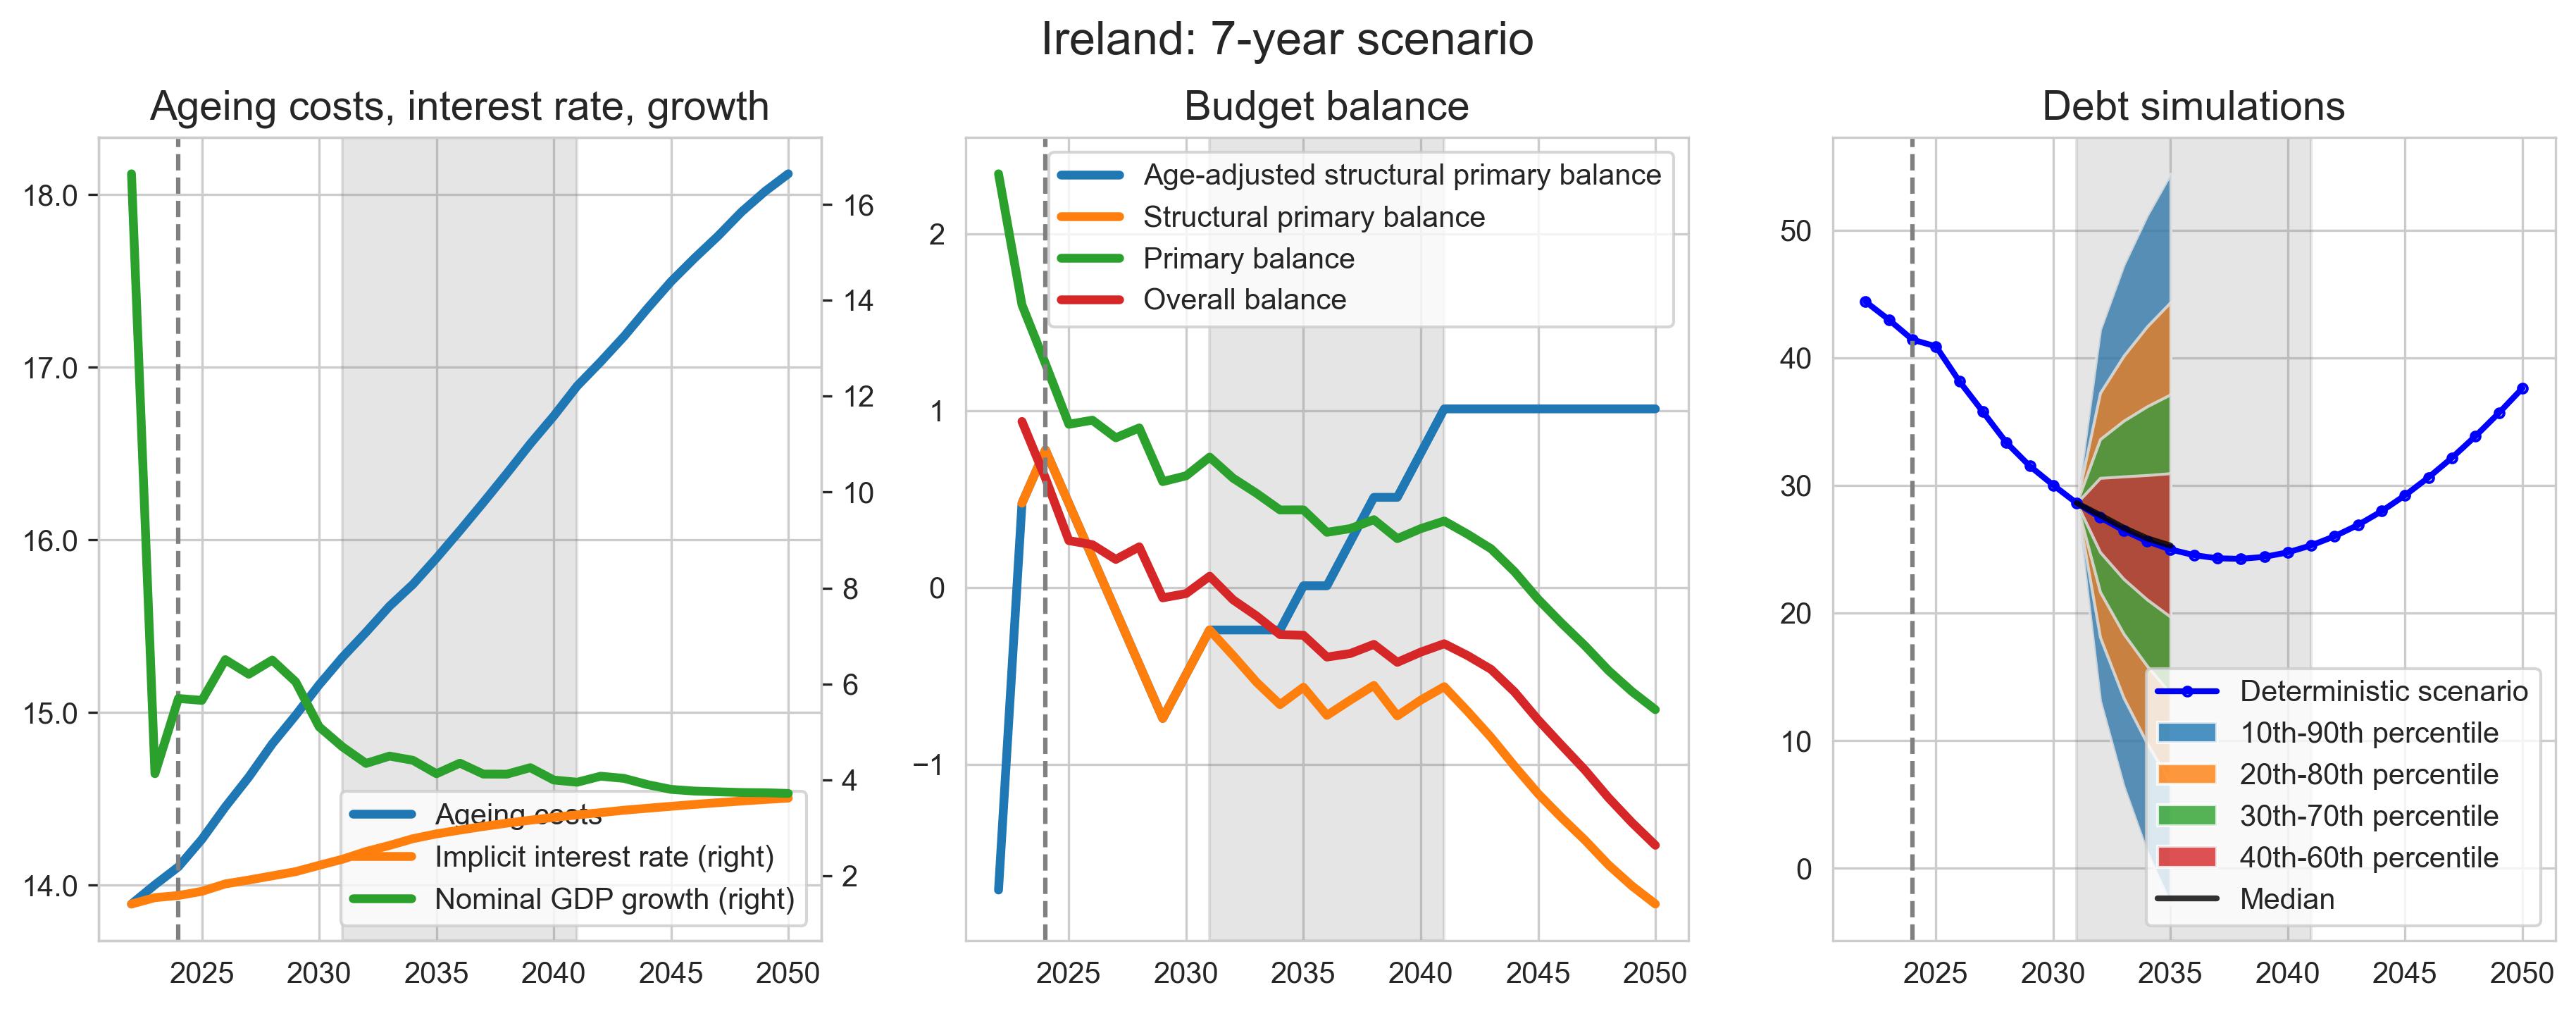 Ireland: 7-year scenario
Ageing costs, interest rate, growth
18.0
17.0
16.0
15.0
14.0
16
14
12
10
8
6
4
2
Ageing costs
Implicit interest rate (right)
Nominal GDP growth (right)
2025 2030 2035 2040 2045 2050
Budget balance
2
1
0
−1
Age-adjusted structural primary balance
Structural primary balance
Primary balance
Overall balance
2025 2030 2035 2040 2045 2050
Debt simulations
50
40
30
20
10
0
Deterministic scenario
10th-90th percentile
20th-80th percentile
30th-70th percentile
40th-60th percentile
Median
2025 2030 2035 2040 2045 2050